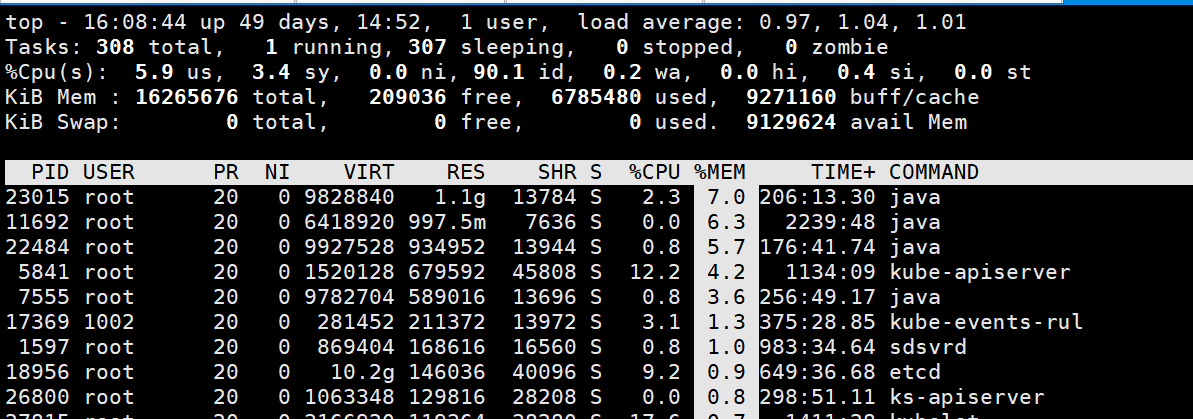 top - 16:08:44 up 49 days, 14:52,  1 user,  load average: 0.97, 1.04, 1.01
Tasks: 308 total,   1 running, 307 sleeping,   0 stopped,   0 zombie
%Cpu(s):  5.9 us,  3.4 sy,  0.0 ni, 90.1 id,  0.2 wa,  0.0 hi,  0.4 si,  0.0 st
KiB Mem : 16265676 total,   209036 free,  6785480 used,  9271160 buff/cache
KiB Swap:        0 total,        0 free,        0 used.  9129624 avail Mem
  PID USER      PR  NI    VIRT    RES    SHR S  %CPU %MEM     TIME+ COMMAND
23015 root      20   0 9828840   1.1g  13784 S   2.3  7.0 206:13.30 java
11692 root      20   0 6418920 997.5m   7636 S   0.0  6.3   2239:48 java
22484 root      20   0 9927528 934952  13944 S   0.8  5.7 176:41.74 java
 5841 root      20   0 1520128 679592  45808 S  12.2  4.2   1134:09 kube-apiserver
 7555 root      20   0 9782704 589016  13696 S   0.8  3.6 256:49.17 java
17369 1002      20   0  281452 211372  13972 S   3.1  1.3 375:28.85 kube-events-rul
 1597 root      20   0  869404 168616  16560 S   0.8  1.0 983:34.64 sdsvrd
18956 root      20   0   10.2g 146036  40096 S   9.2  0.9 649:36.68 etcd
26800 root      20   0 1063348 129816  28208 S   0.0  0.8 298:51.11 ks-apiserver
root      20   0